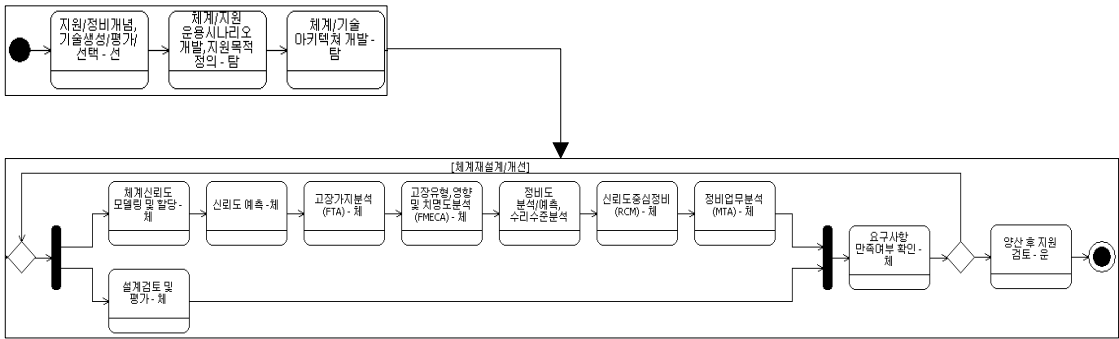 지원/정비개념,
기술생성/평가/
선택 - 선
체계/지원
운용시나리오
개발,지원목적
정의 - 탐
체계/기술
아키텍쳐 개발 -
탐
[체계재설계/개선]
체계신뢰도
모델링 및 할당 -
체
신뢰도 예측 -체
고장가지분석
(FTA) - 체
고장유형,영향
및 치명도분석
(FMECA) - 체
정비도
분석/예측,
수리수준분석
신뢰도중심정비
(RCM) - 체
정비업무분석
(MTA) - 체
요구사항
만족여부 확인 -
체
양산 후 지원
검토 - 운
설계검토 및
평가 - 체